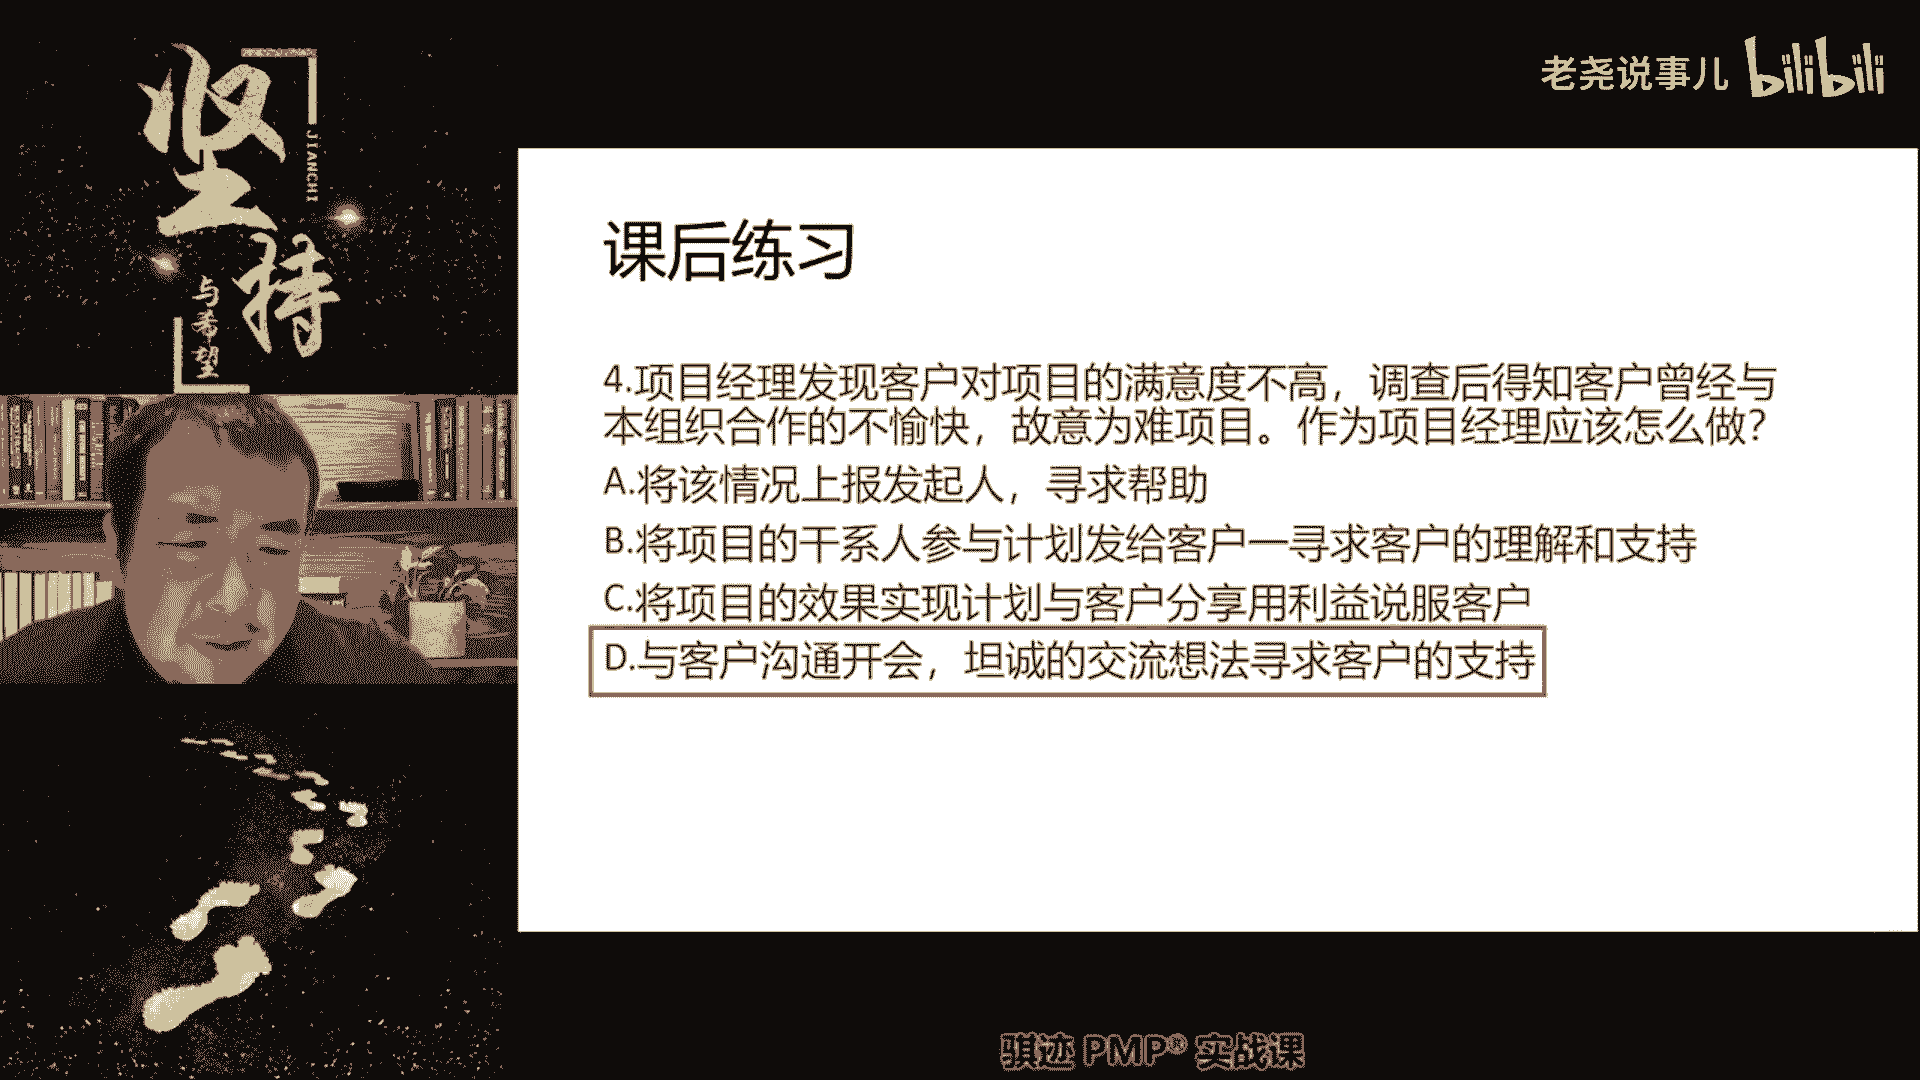 坚持
JIANCHI
与希望
老尧说事儿 bilibili
课后练习
4.项目经理发现客户对项目的满意度不高，调查后得知客户曾经与
本组织合作的不愉快，故意为难项目。作为项目经理应该怎么做？
A.将该情况上报发起人，寻求帮助
B.将项目的干系人参与计划发给客户一寻求客户的理解和支持
C.将项目的效果实现计划与客户分享用利益说服客户
D.与客户沟通开会，坦诚的交流想法寻求客户的支持
骐迹 PMP® 实战课